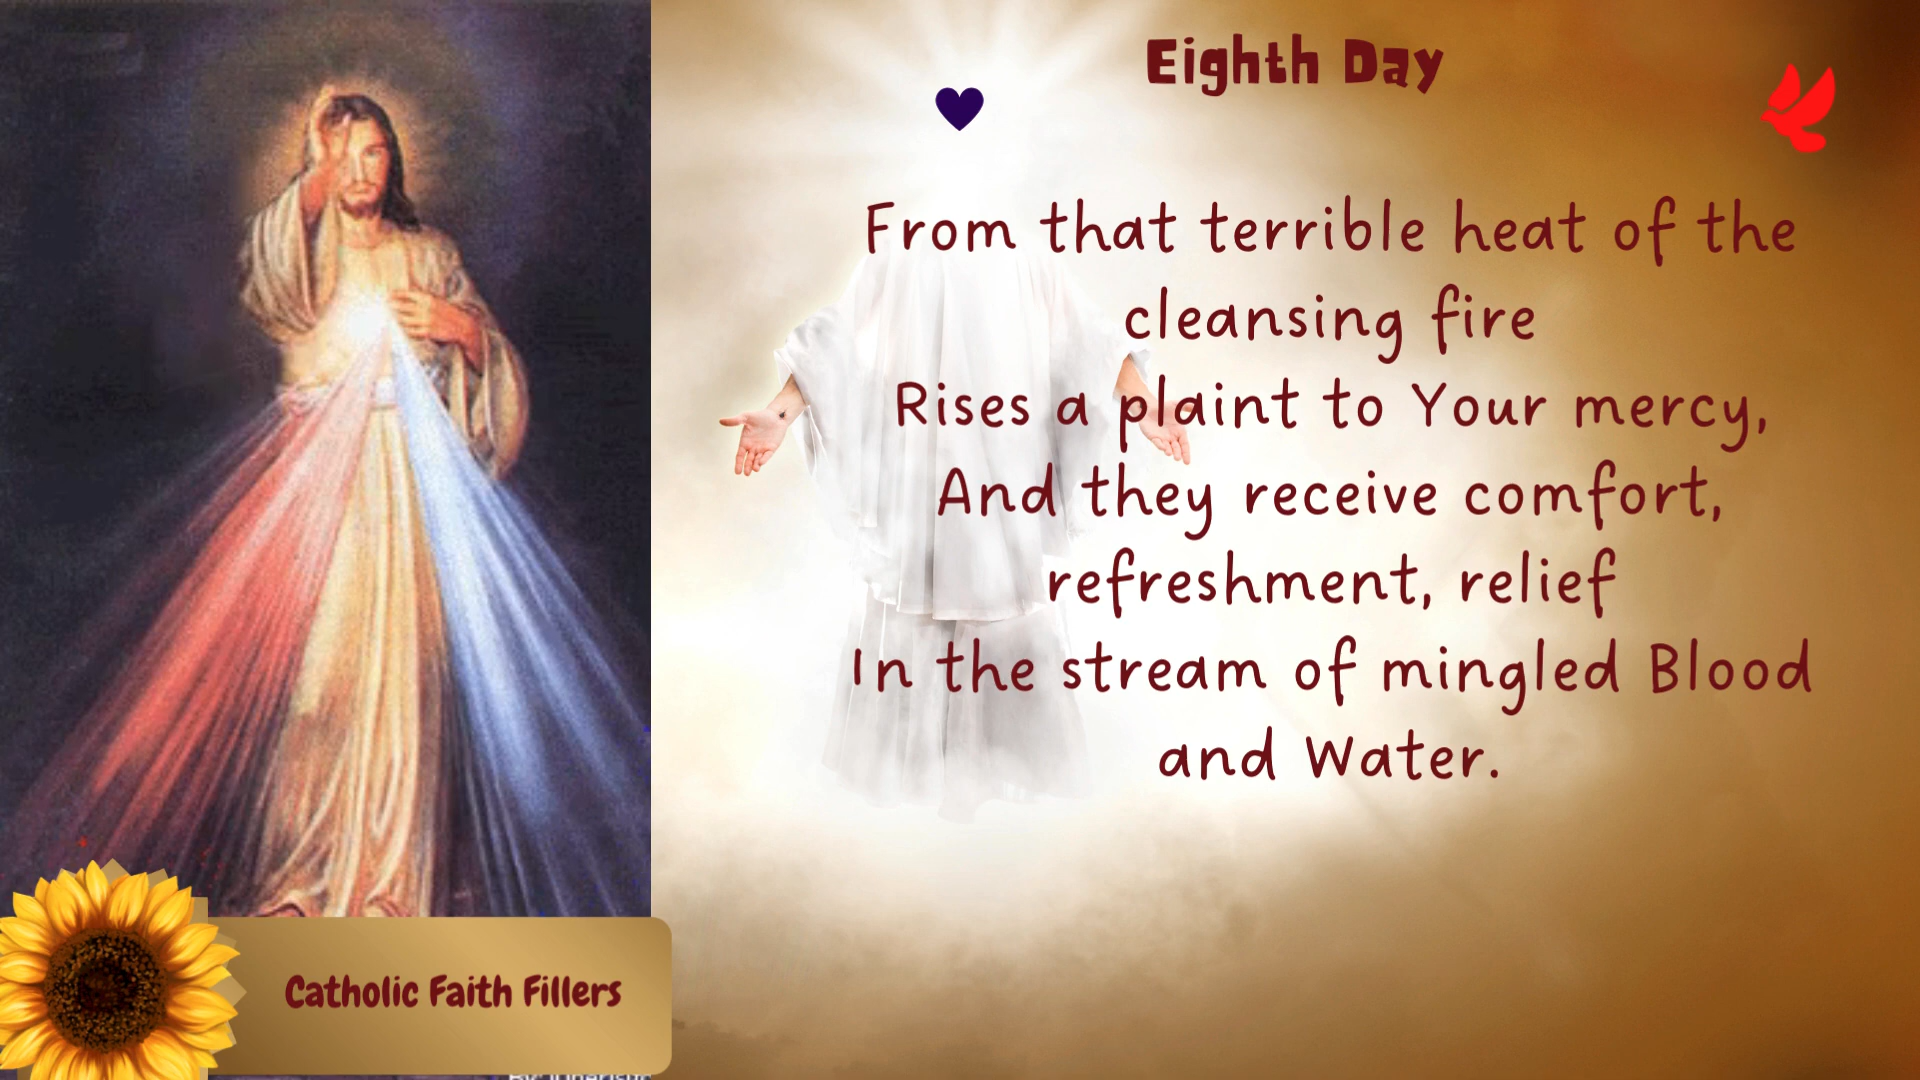 Eighth Day
From that terrible heat of the
cleansing fire
Rises a plaint to Your mercy,
And they receive comfort,
refreshment, relief
In the stream of mingled Blood
and Water.
Catholic Faith Fillers